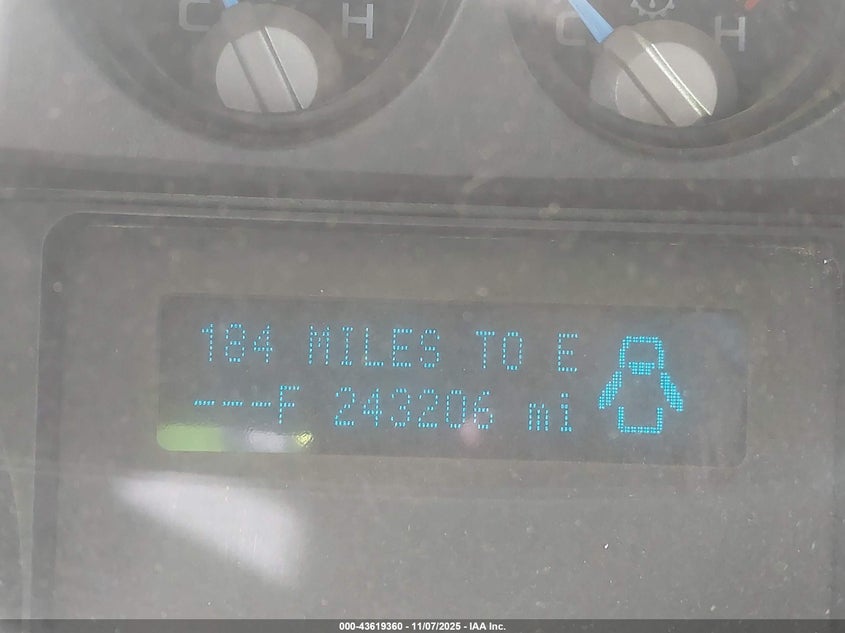 C H C H
184 MILES TO E
---F 243206 mi
000-43619360 - 11/07/2025 - IAA Inc.